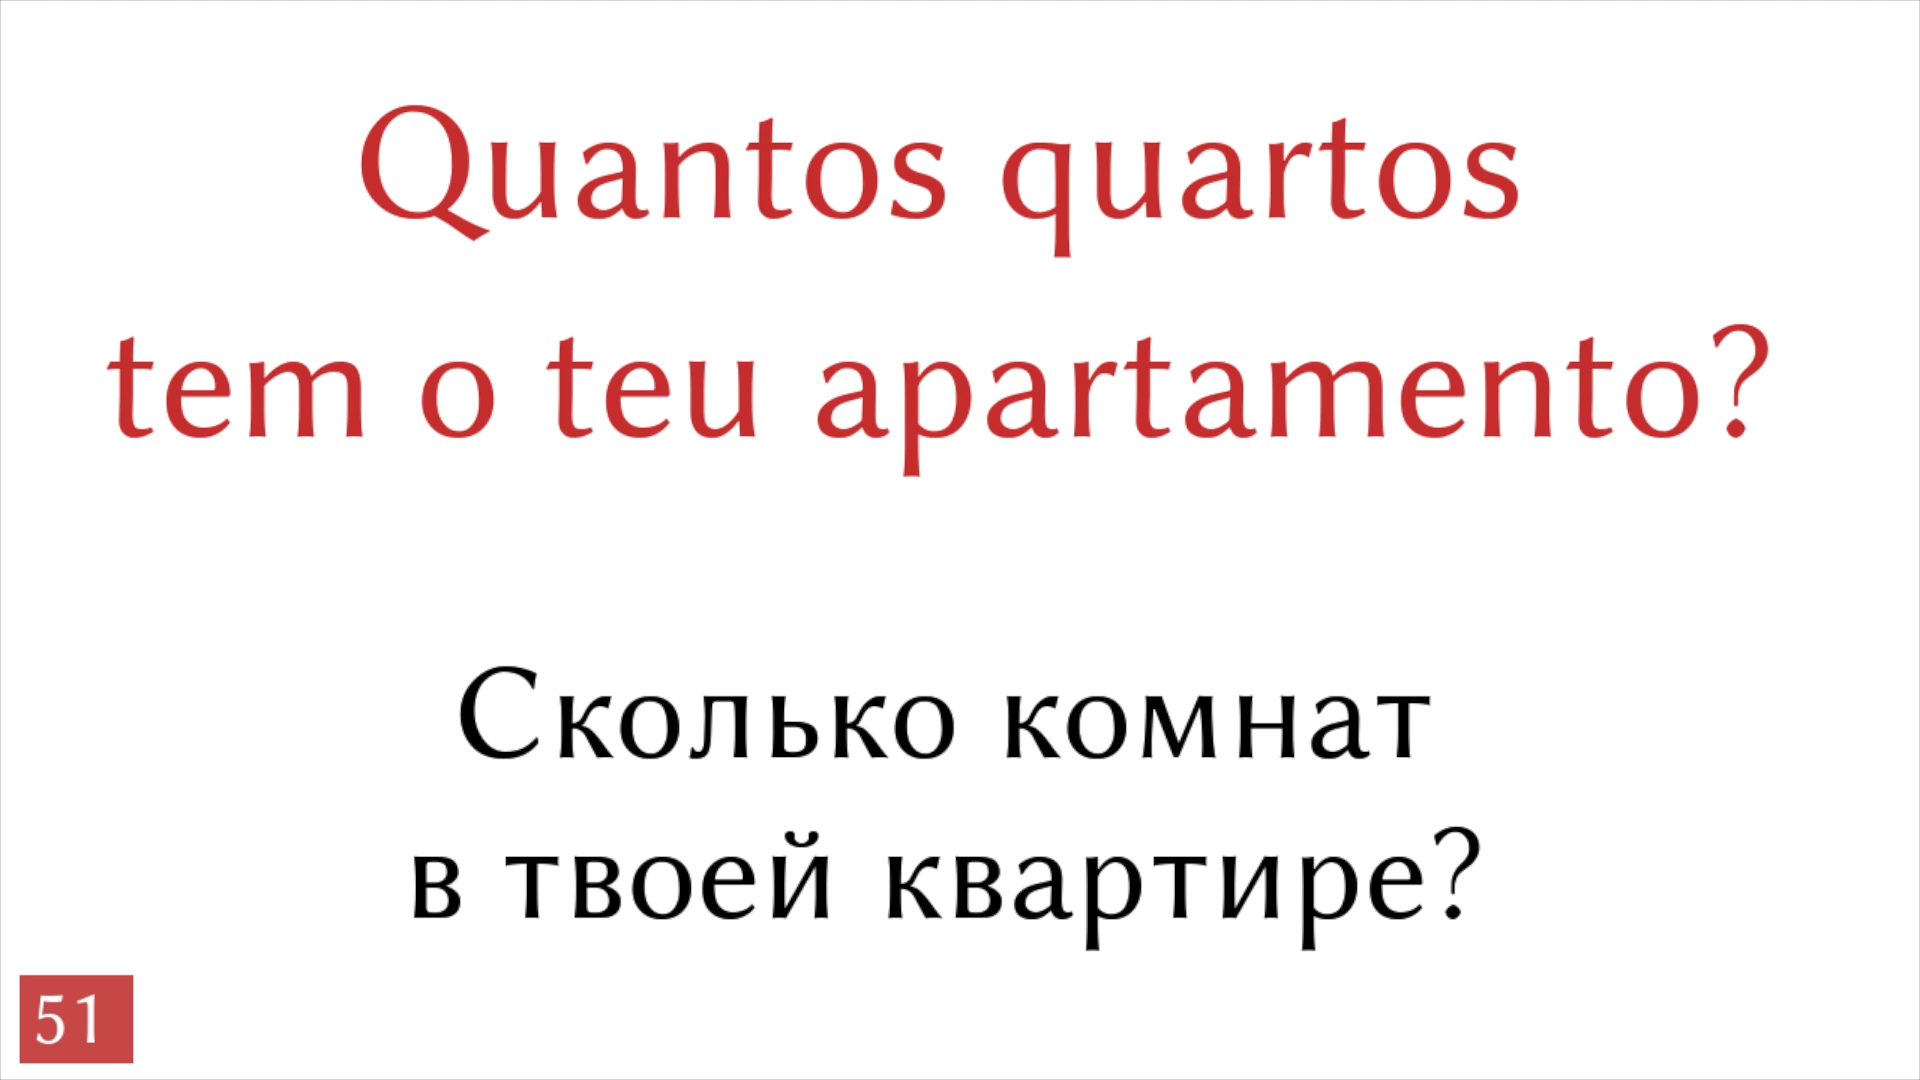 Quantos quartos
tem o teu apartamento?
Сколько комнат
в твоей квартире?
51